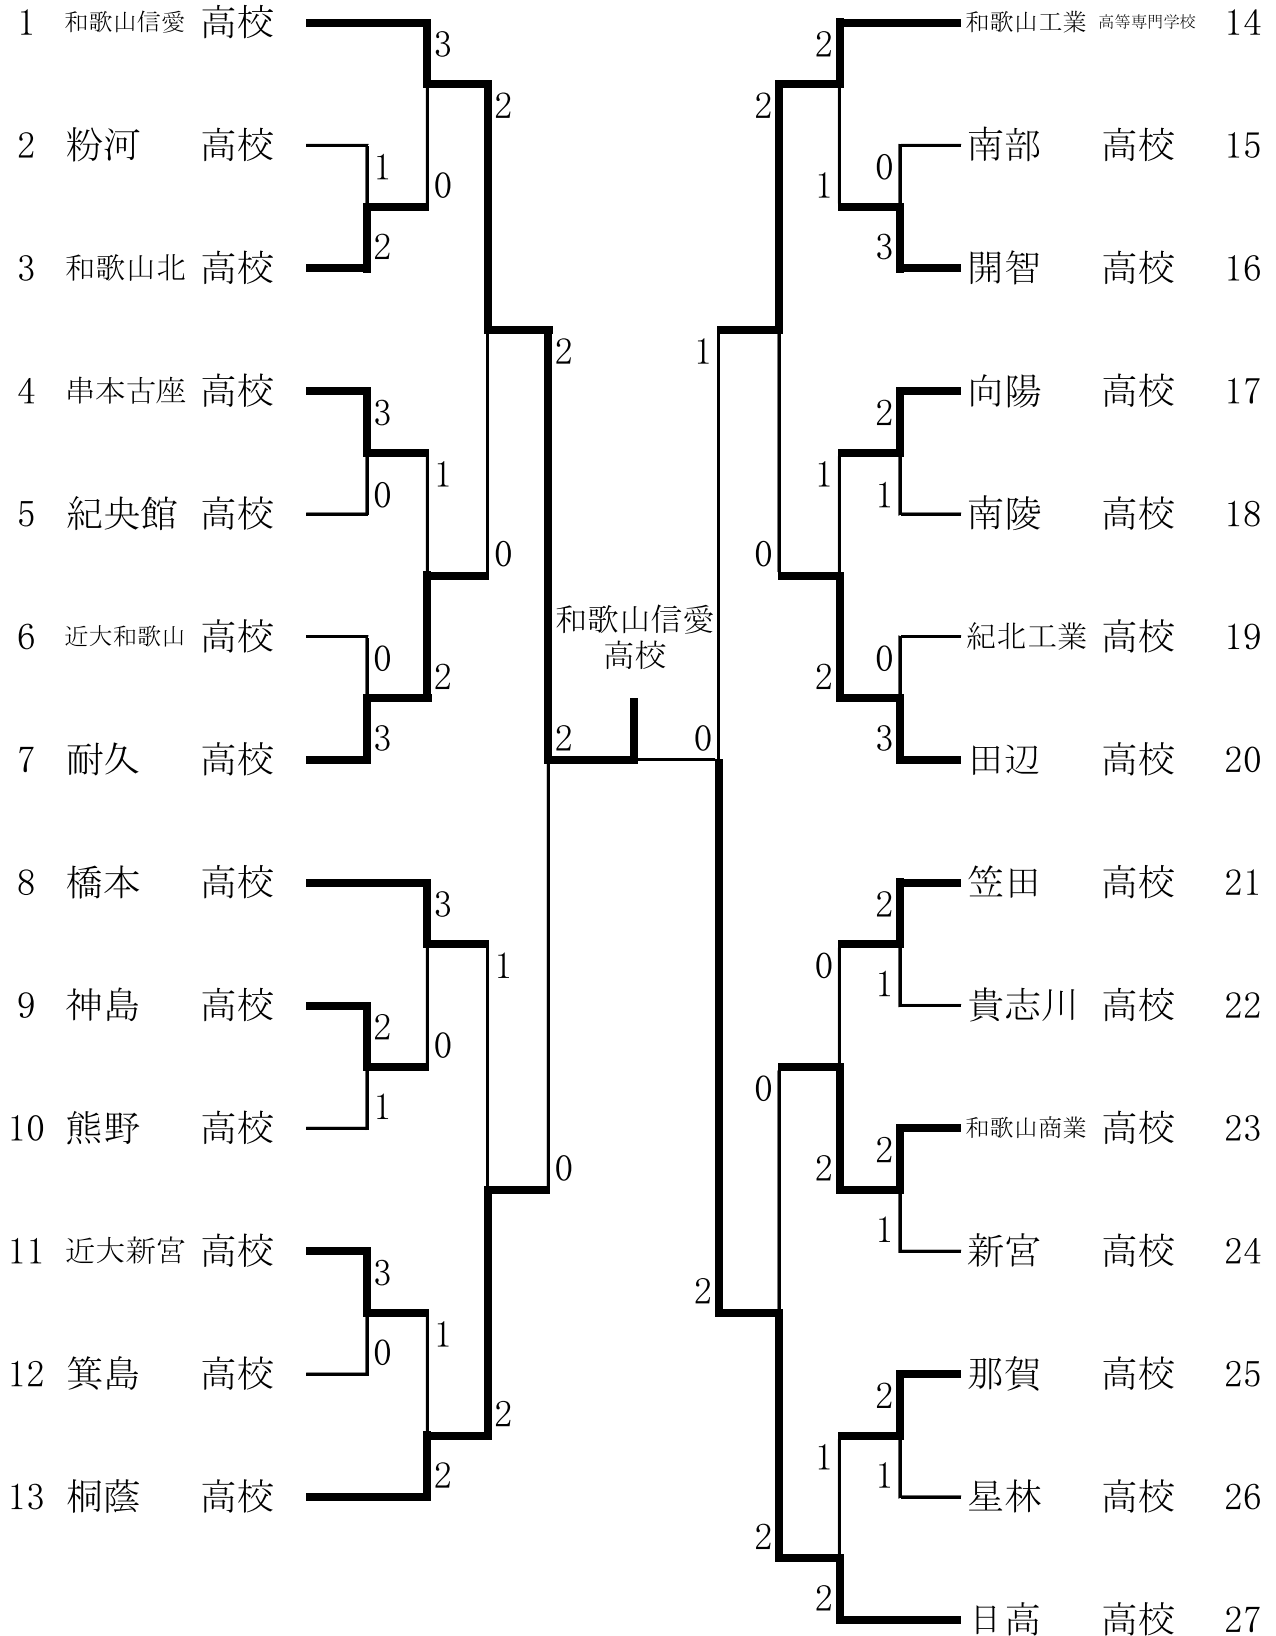 1 和歌山信愛 高校
2 粉河 高校
3 和歌山北 高校
4 串本古座 高校
5 紀央館 高校
6 近大和歌山 高校
7 耐久 高校
8 橋本 高校
9 神島 高校
10 熊野 高校
11 近大新宮 高校
12 箕島 高校
13 桐蔭 高校
3
0
1
2
2
3
0
1
2
0
3
0
2
3
0
2
1
1
3
0
1
2
2
0
和歌山信愛
高校
2
0
1
2
2
0
0
2
2
1
0
3
1
2
2
1
0
3
0
2
2
1
2
1
1
2
2
1
和歌山工業 高等専門学校 14
南部 高校 15
開智 高校 16
向陽 高校 17
南陵 高校 18
紀北工業 高校 19
田辺 高校 20
笠田 高校 21
貴志川 高校 22
和歌山商業 高校 23
新宮 高校 24
那賀 高校 25
星林 高校 26
日高 高校 27